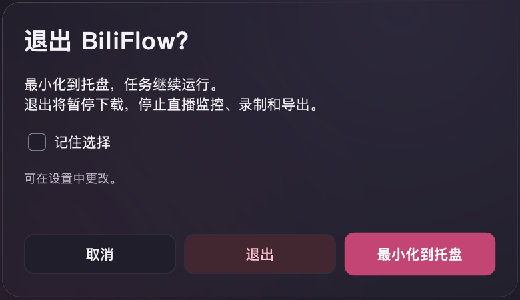 退出 BiliFlow?
最小化到托盘，任务继续运行。
退出将暂停下载，停止直播监控、录制和导出。
记住选择
可在设置中更改。
取消
退出
最小化到托盘